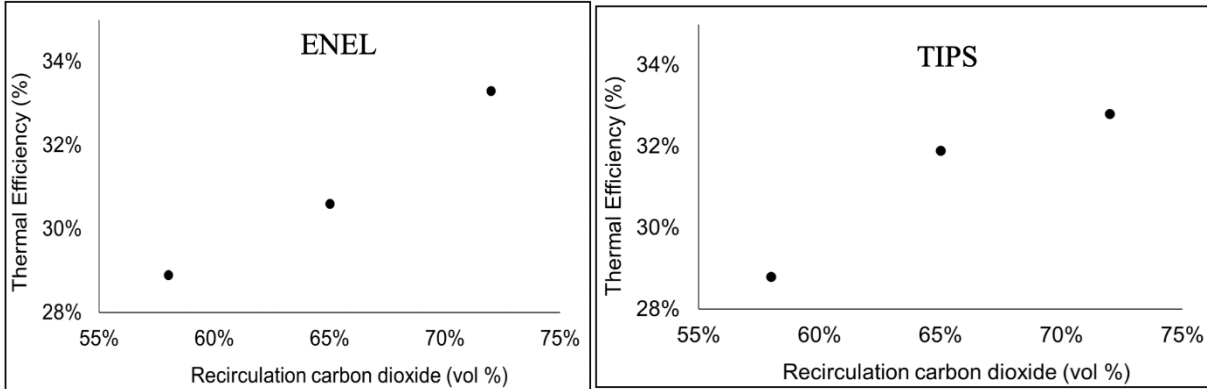 ENEL
Thermal Efficiency (%)
34%
32%
30%
28%
55% 60% 65% 70% 75%
Recirculation carbon dioxide (vol %)
TIPS
Thermal Efficiency (%)
34%
32%
30%
28%
55% 60% 65% 70% 75%
Recirculation carbon dioxide (vol %)